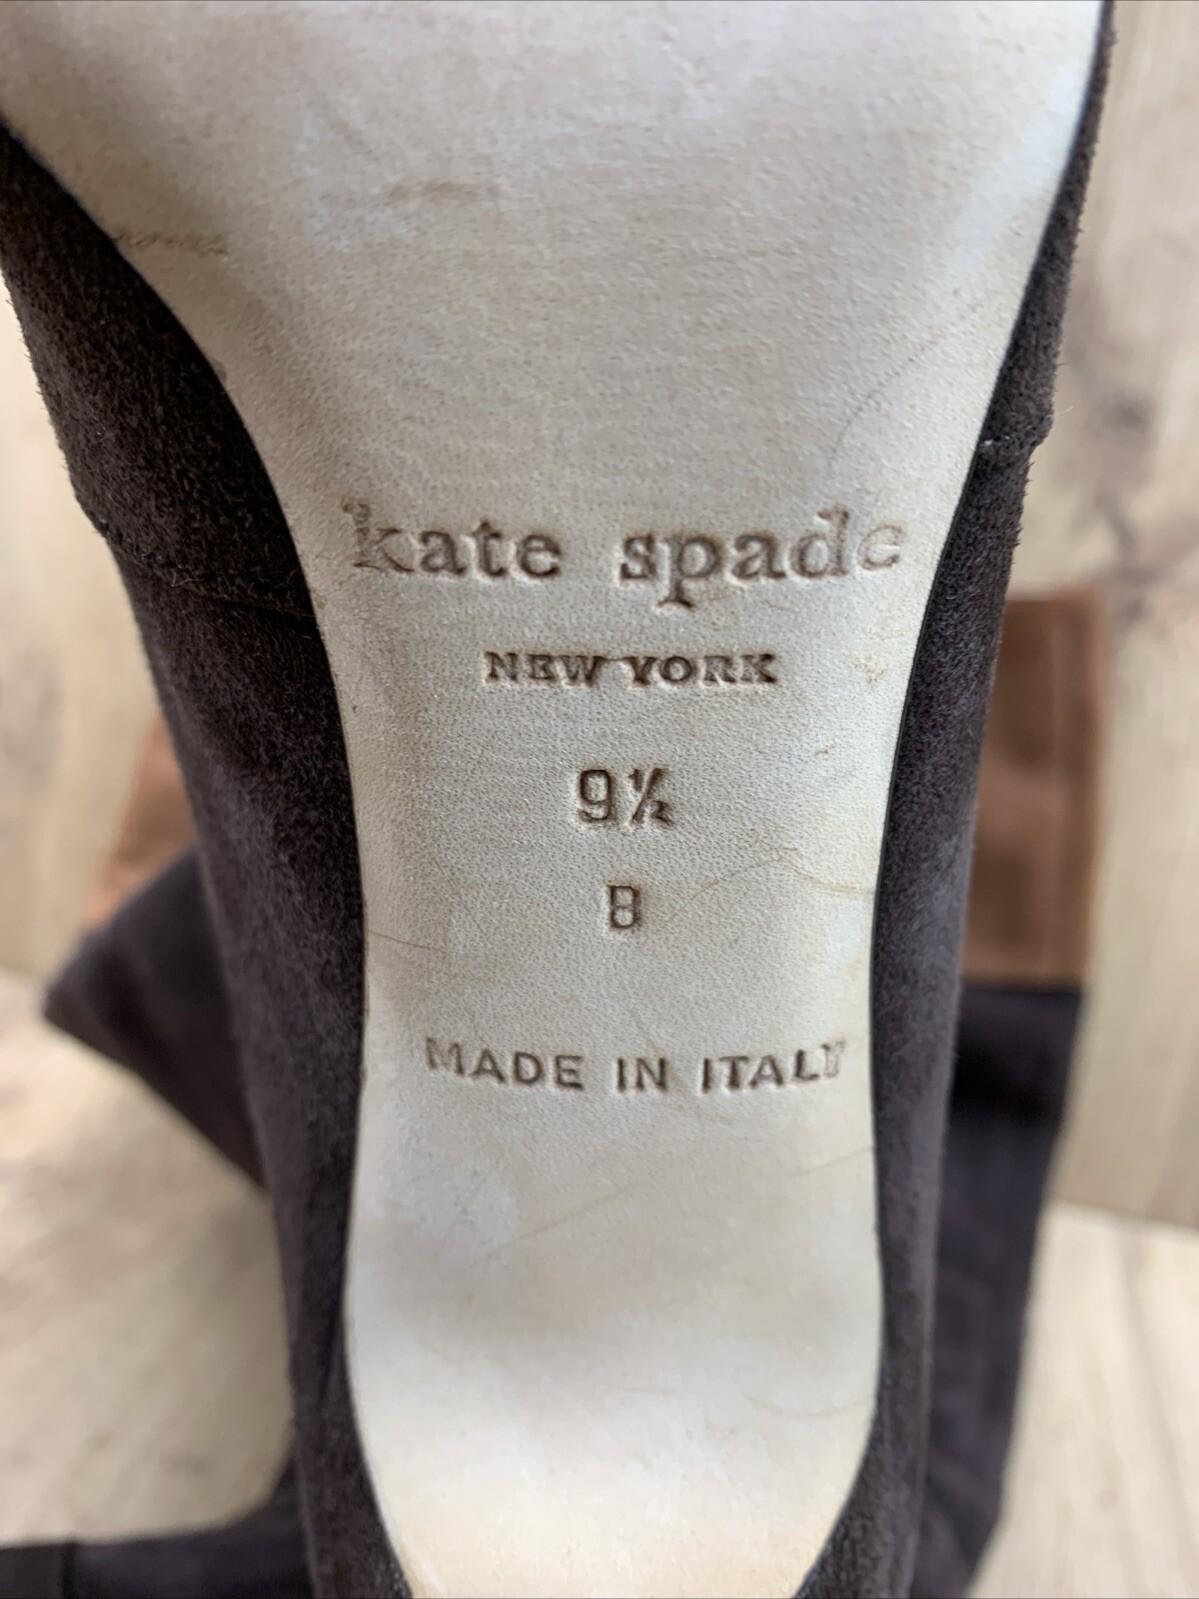 kate spade
NEW YORK
9½
B
MADE IN ITALY